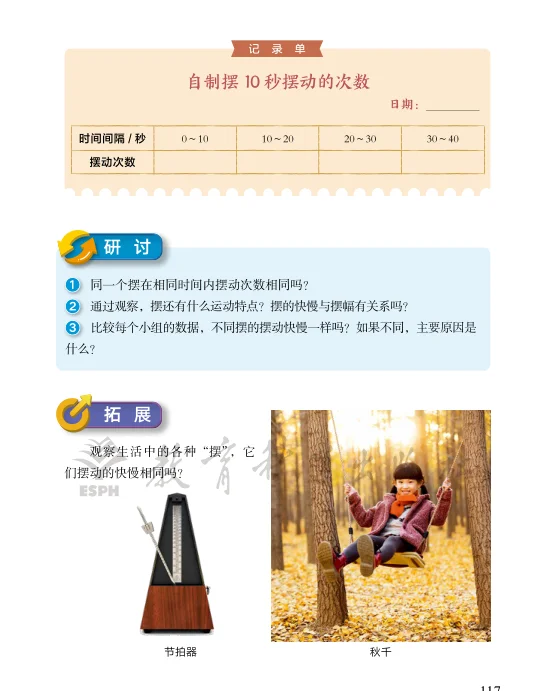 记录单
自制摆 10 秒摆动的次数
日期：
时间间隔 / 秒 0～10 10～20 20～30 30～40
摆动次数
研讨
1 同一个摆在相同时间内摆动次数相同吗？
2 通过观察，摆还有什么运动特点？摆的快慢与摆幅有关系吗？
3 比较每个小组的数据，不同摆的摆动快慢一样吗？如果不同，主要原因是
什么？
拓展
观察生活中的各种“摆”，它
们摆动的快慢相同吗？
ESPH 教育
节拍器
秋千
117